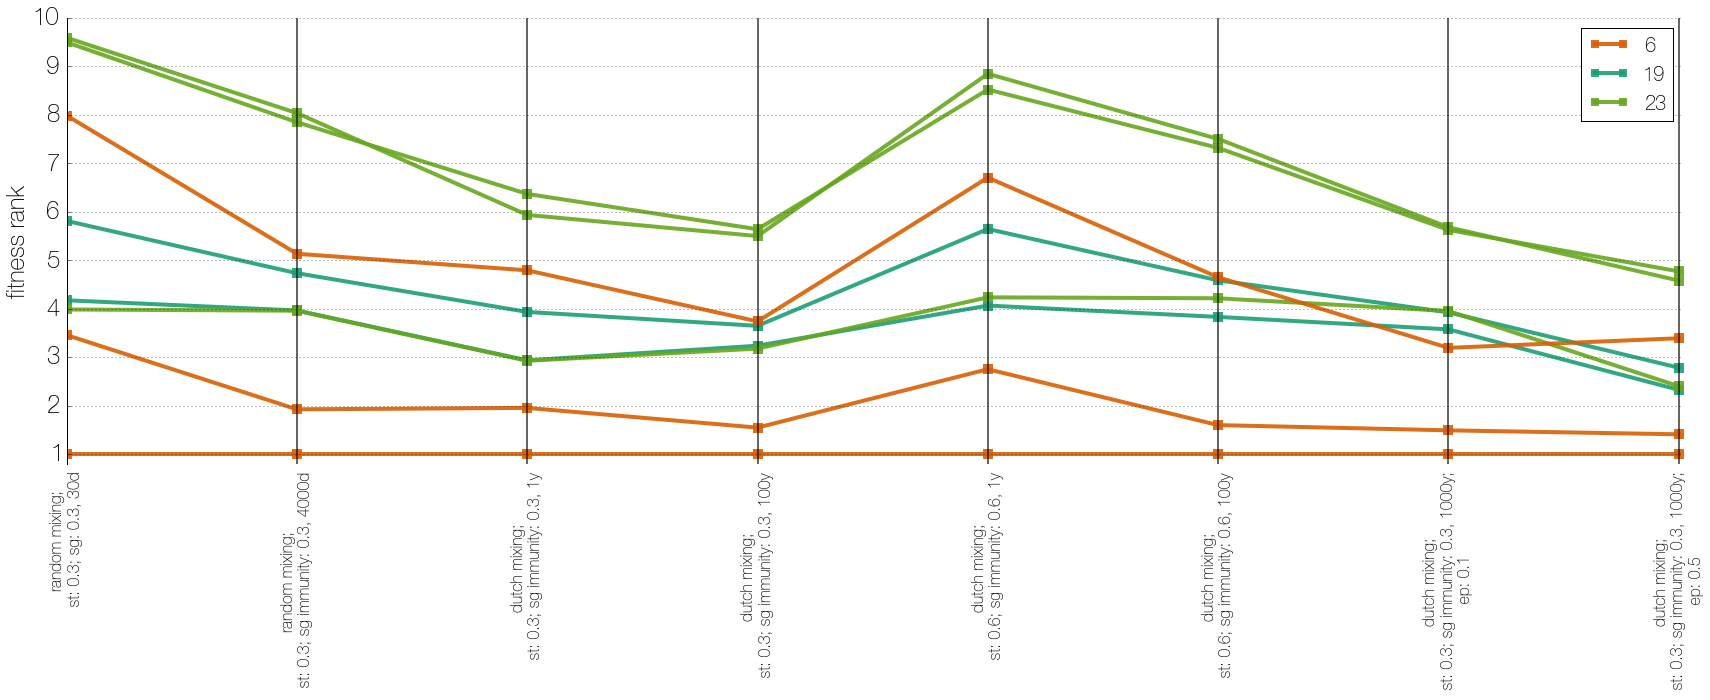 10
9
8
7
6
5
4
3
2
1
fitness rank
6
19
23
random mixing;
st: 0.3; sg: 0.3, 30d
random mixing;
st: 0.3; sg immunity: 0.3, 4000d
dutch mixing;
st: 0.3; sg immunity: 0.3, 1y
dutch mixing;
st: 0.3; sg immunity: 0.3, 100y
dutch mixing;
st: 0.6; sg immunity: 0.6, 1y
dutch mixing;
st: 0.6; sg immunity: 0.6, 100y
dutch mixing;
st: 0.3; sg immunity: 0.3, 1000y;
ep: 0.1
dutch mixing;
st: 0.3; sg immunity: 0.3, 1000y;
ep: 0.5